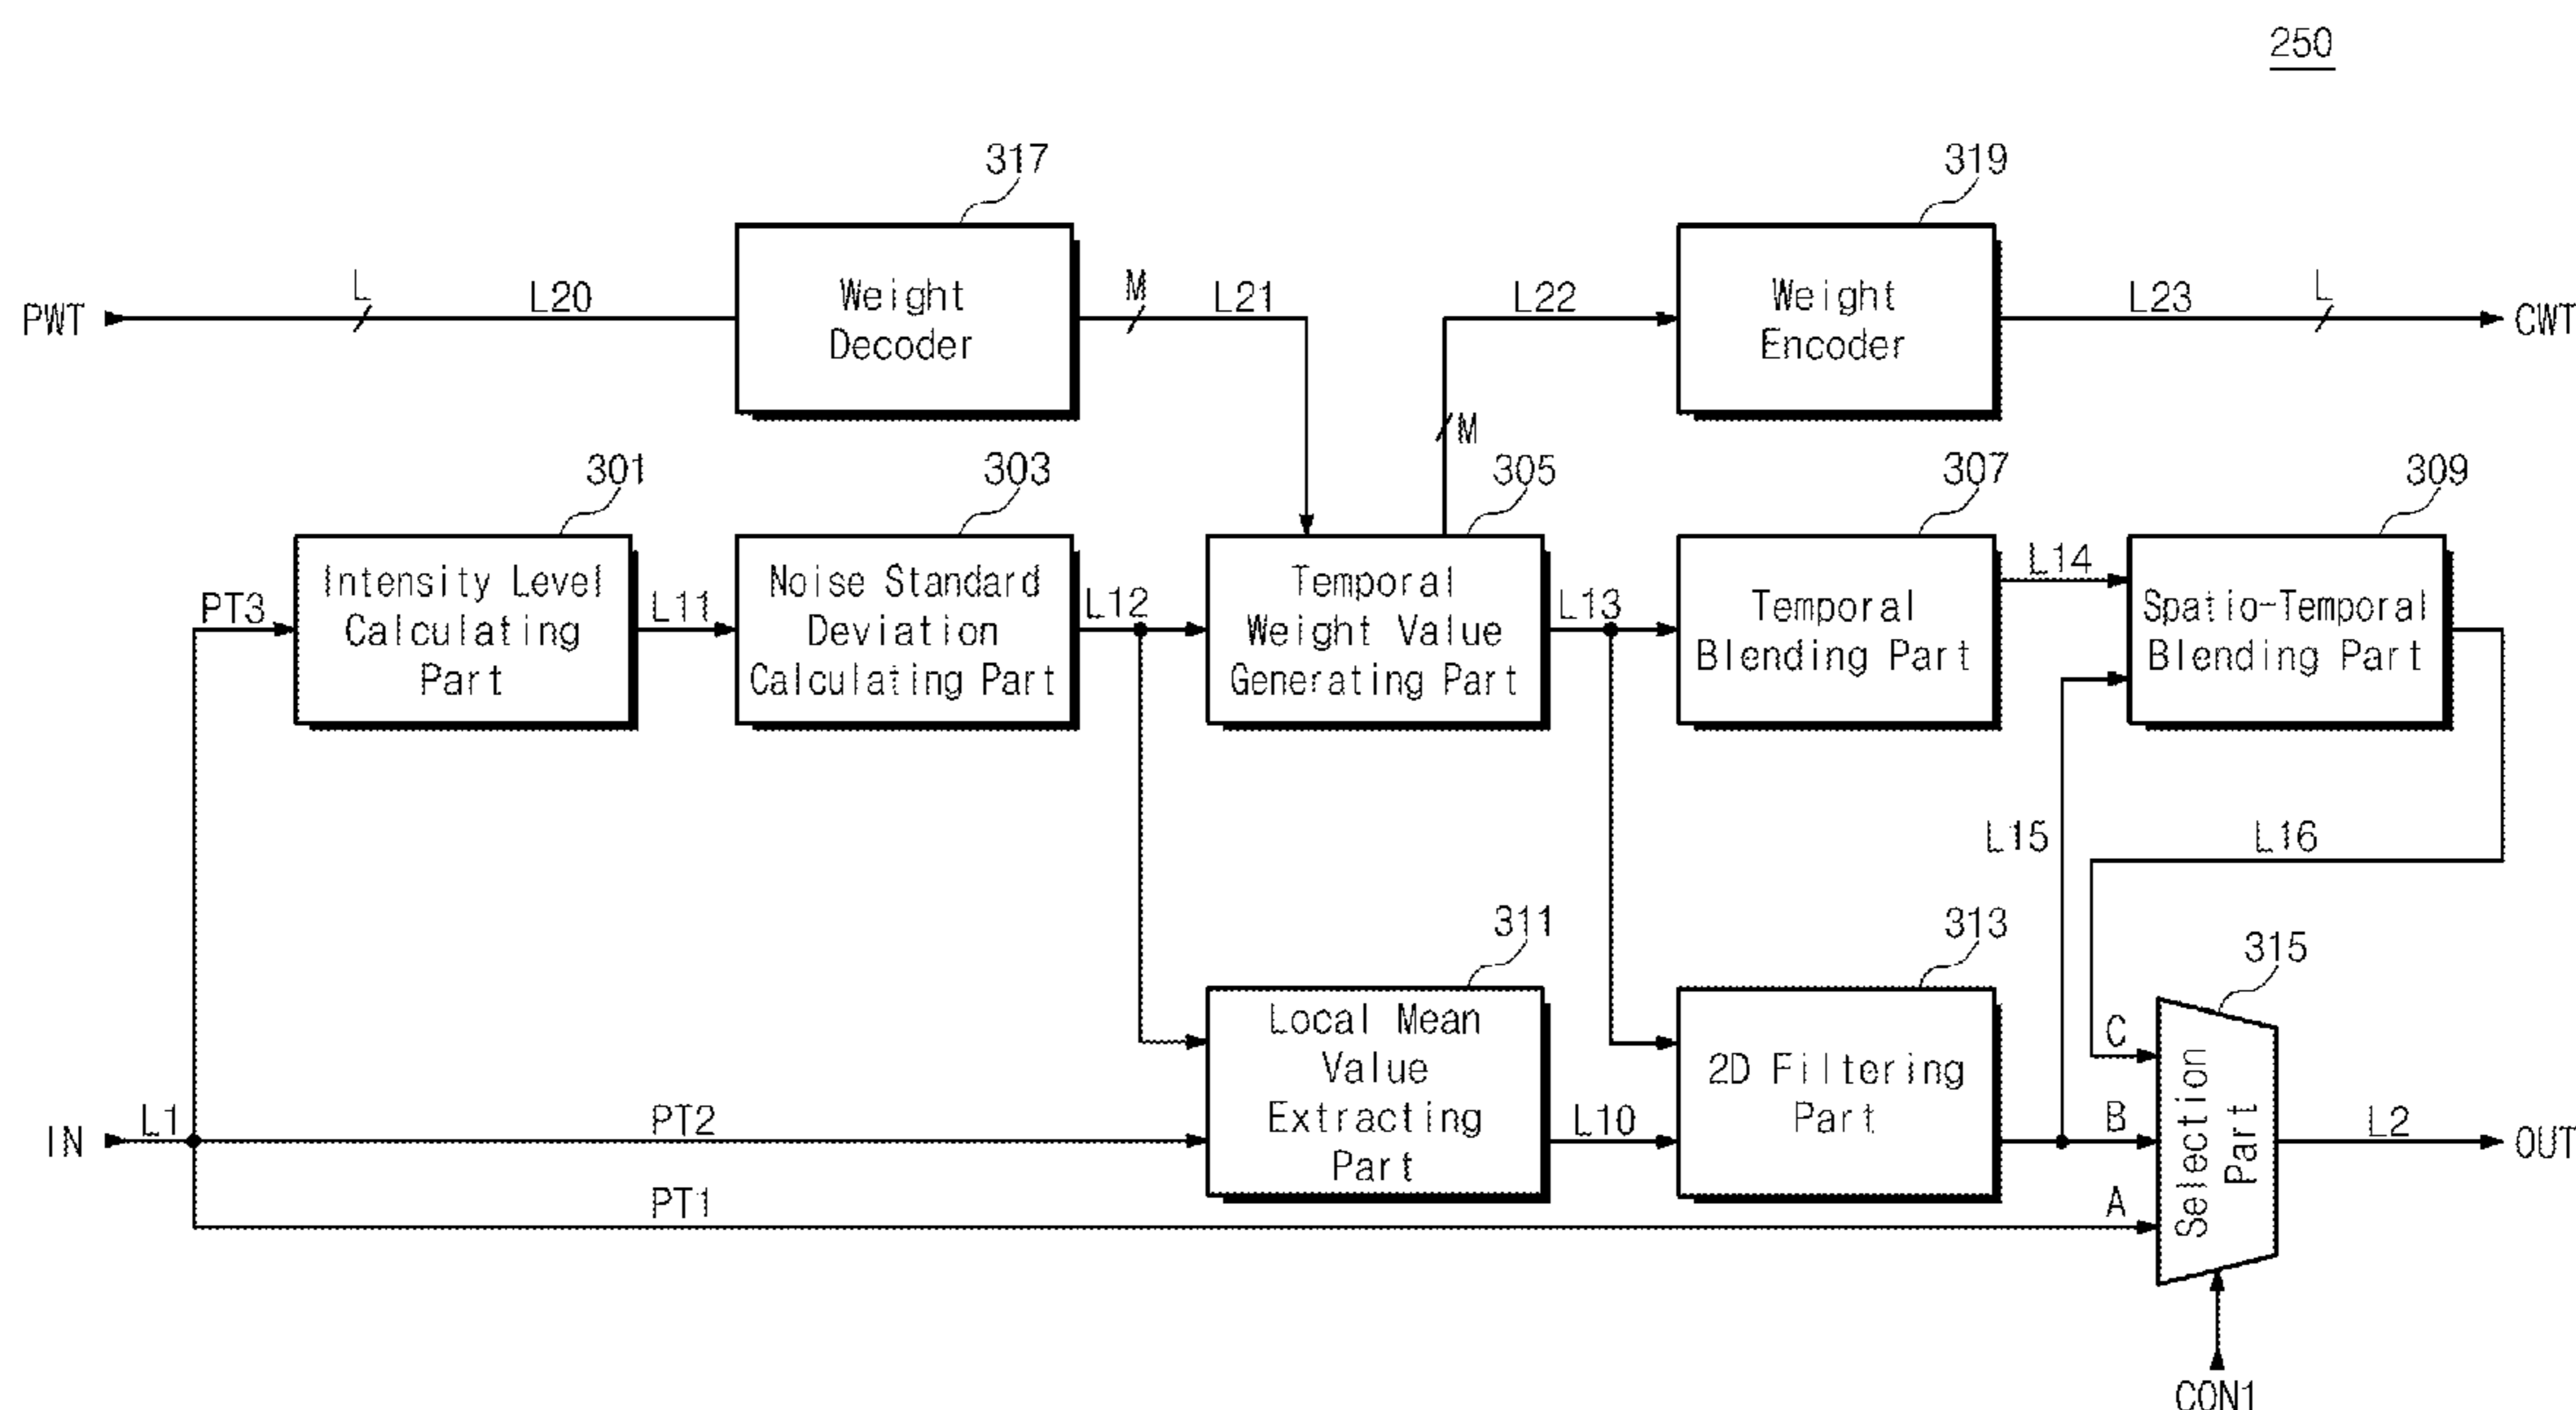 250
317
319
PWT
L
L20
Weight
Decoder
M
L21
L22
Weight
Encoder
L23
L
CWT
M
301
303
305
307
309
PT3
Intensity Level
Calculating
Part
L11
Noise Standard
Deviation
Calculating Part
L12
Temporal
Weight Value
Generating Part
L13
Temporal
Blending Part
L14
Spatio-Temporal
Blending Part
L15
L16
311
313
315
Local Mean
Value
Extracting
Part
2D Filtering
Part
C
B
A
Selection
Part
IN
L1
PT2
L10
L2
OUT
PT1
CON1